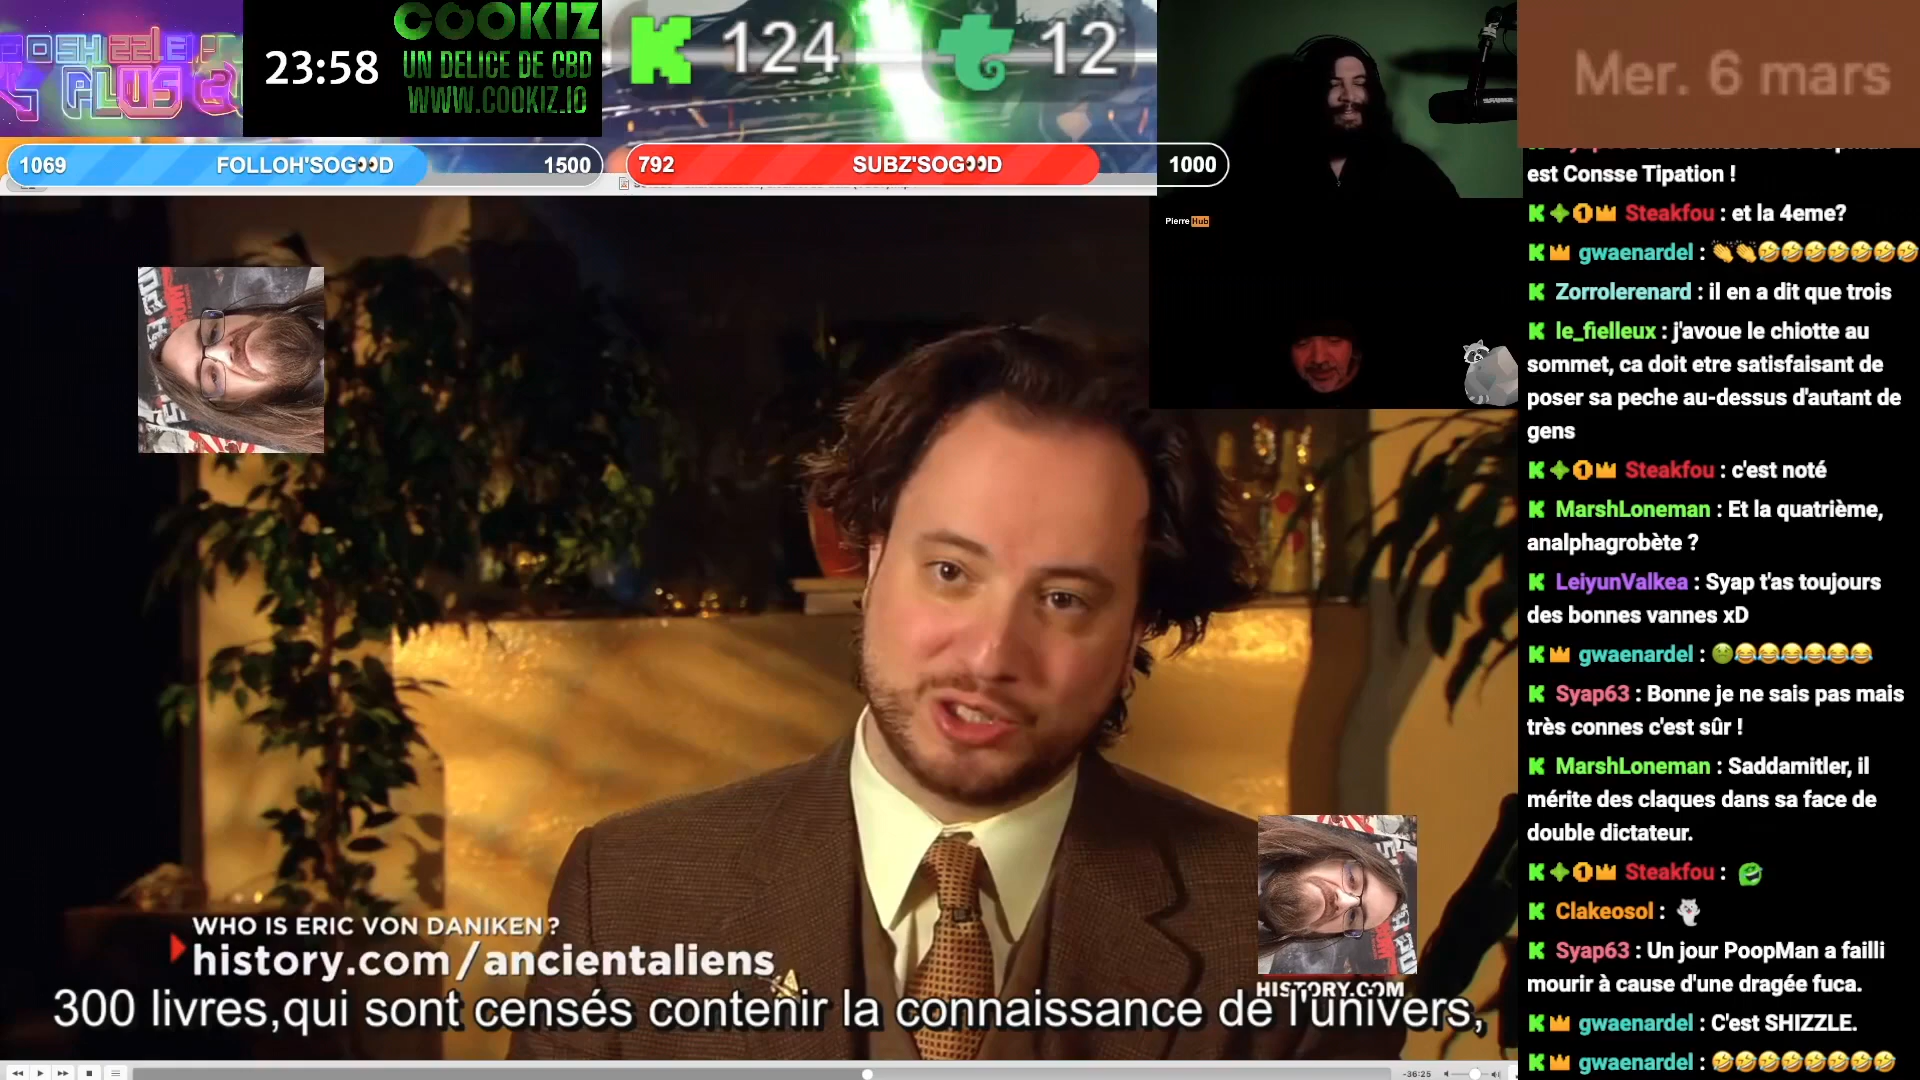 PLUS
23:58
COOKIZ
UN DELICE DE CBD
WWW.COOKIZ.IO
124
12
Mer. 6 mars
1069 FOLLOH'SOG👀D 1500
792 SUBZ'SOG👀D 1000
Pierre Hub
est Consse Tipation !
Steakfou : et la 4eme?
gwaenardel : 👏👏🤣🤣🤣🤣🤣🤣🤣
Zorrolerenard : il en a dit que trois
le_fielleux : j'avoue le chiotte au
sommet, ca doit etre satisfaisant de
poser sa peche au-dessus d'autant de
gens
Steakfou : c'est noté
MarshLoneman : Et la quatrième,
analphagrobète ?
LeiyunValkea : Syap t'as toujours
des bonnes vannes xD
gwaenardel : 🤢😂😂😂😂😂😂
Syap63 : Bonne je ne sais pas mais
très connes c'est sûr !
MarshLoneman : Saddamitler, il
mérite des claques dans sa face de
double dictateur.
Steakfou :
Clakeosol :
Syap63 : Un jour PoopMan a failli
mourir à cause d'une dragée fuca.
gwaenardel : C'est SHIZZLE.
gwaenardel : 🤣🤣🤣🤣🤣🤣🤣🤣
WHO IS ERIC VON DANIKEN?
history.com/ancientaliens
HISTORY.COM
300 livres,qui sont censés contenir la connaissance de l'univers,
-36:25